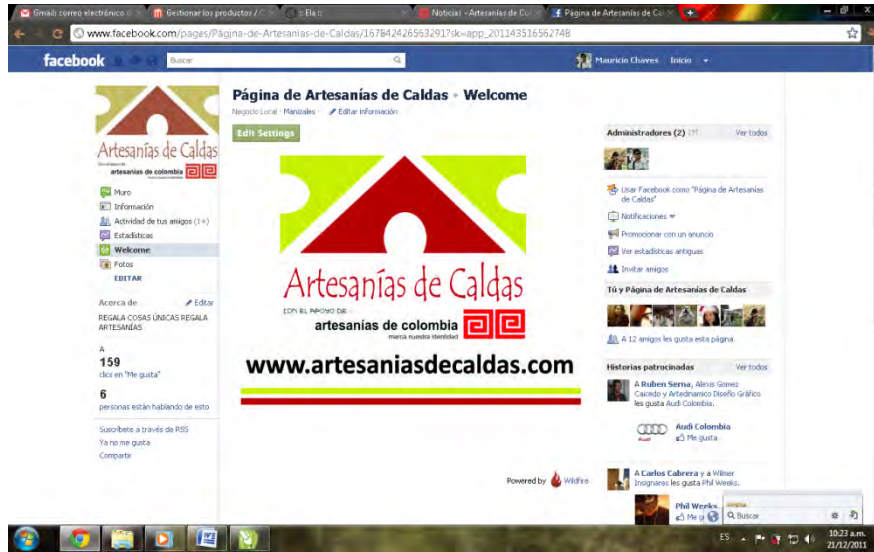 Gmail: correo electrónico d
Gestionar los productos / C
:: Ela ::
Noticias - Artesanías de Col
Página de Artesanías de Cal
www.facebook.com/pages/Página-de-Artesanías-de-Caldas/167842426563291?sk=app_201143516562748
facebook
Buscar
Mauricio Chaves
Inicio
Artesanías de Caldas
artesanías de colombia
Muro
Información
Actividad de tus amigos (1+)
Estadísticas
Welcome
Fotos
EDITAR
Acerca de
Editar
REGALA COSAS ÚNICAS REGALA
ARTESANÍAS
A
159
clics en "Me gusta"
6
personas están hablando de esto
Suscríbete a través de RSS
Ya no me gusta
Compartir
Página de Artesanías de Caldas - Welcome
Negocio Local · Manizales · Editar información
Edit Settings
Artesanías de Caldas
CON EL APOYO DE:
artesanías de colombia
marca nuestra identidad
www.artesaniasdecaldas.com
Powered by Wildfire
Administradores (2) [?]
Ver todos
Usar Facebook como "Página de Artesanías
de Caldas"
Notificaciones
Promocionar con un anuncio
Ver estadísticas antiguas
Invitar amigos
Tú y Página de Artesanías de Caldas
A 12 amigos les gusta esta página.
Historias patrocinadas
Ver todos
A Ruben Serna, Alexis Gomez
Caicedo y Artedinamico Diseño Gráfico
les gusta Audi Colombia.
Audi
Audi Colombia
Me gusta
A Carlos Cabrera y a Wilmer
Insignares les gusta Phil Weeks.
Phil Weeks
Me g
Buscar
ES
10:23 a.m.
21/12/2011